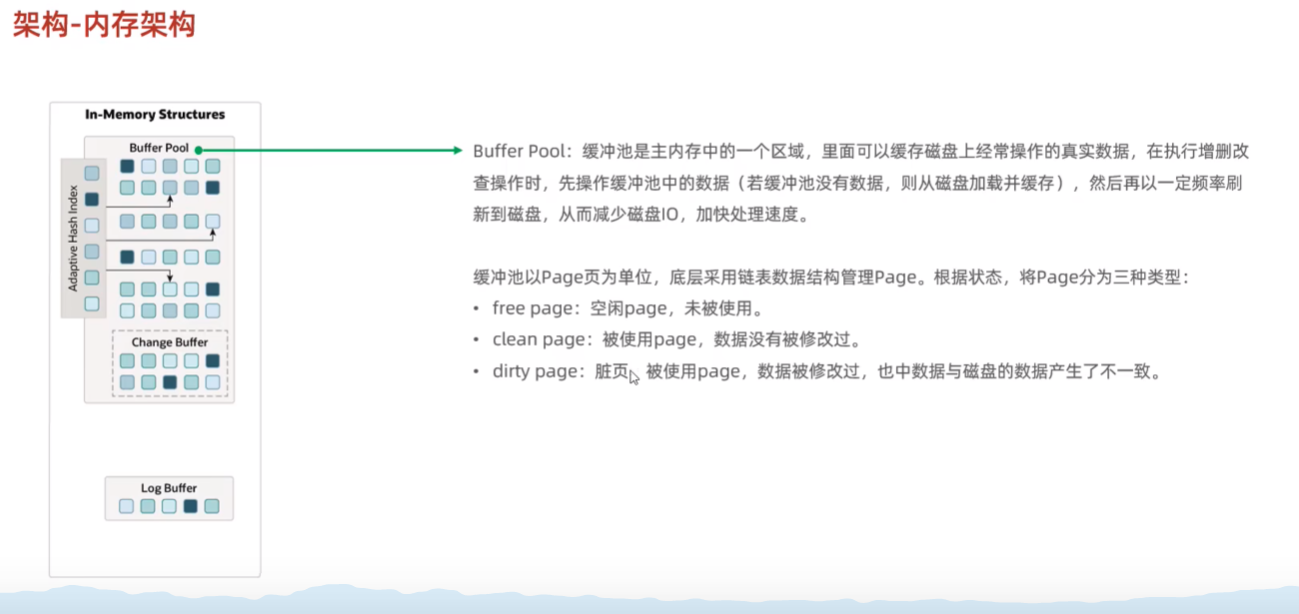 架构-内存架构
In-Memory Structures
Buffer Pool
Adaptive Hash Index
Change Buffer
Log Buffer
Buffer Pool：缓冲池是主内存中的一个区域，里面可以缓存磁盘上经常操作的真实数据，在执行增删改
查操作时，先操作缓冲池中的数据（若缓冲池没有数据，则从磁盘加载并缓存），然后再以一定频率刷
新到磁盘，从而减少磁盘IO，加快处理速度。
缓冲池以Page页为单位，底层采用链表数据结构管理Page。根据状态，将Page分为三种类型：
• free page：空闲page，未被使用。
• clean page：被使用page，数据没有被修改过。
• dirty page：脏页，被使用page，数据被修改过，也中数据与磁盘的数据产生了不一致。